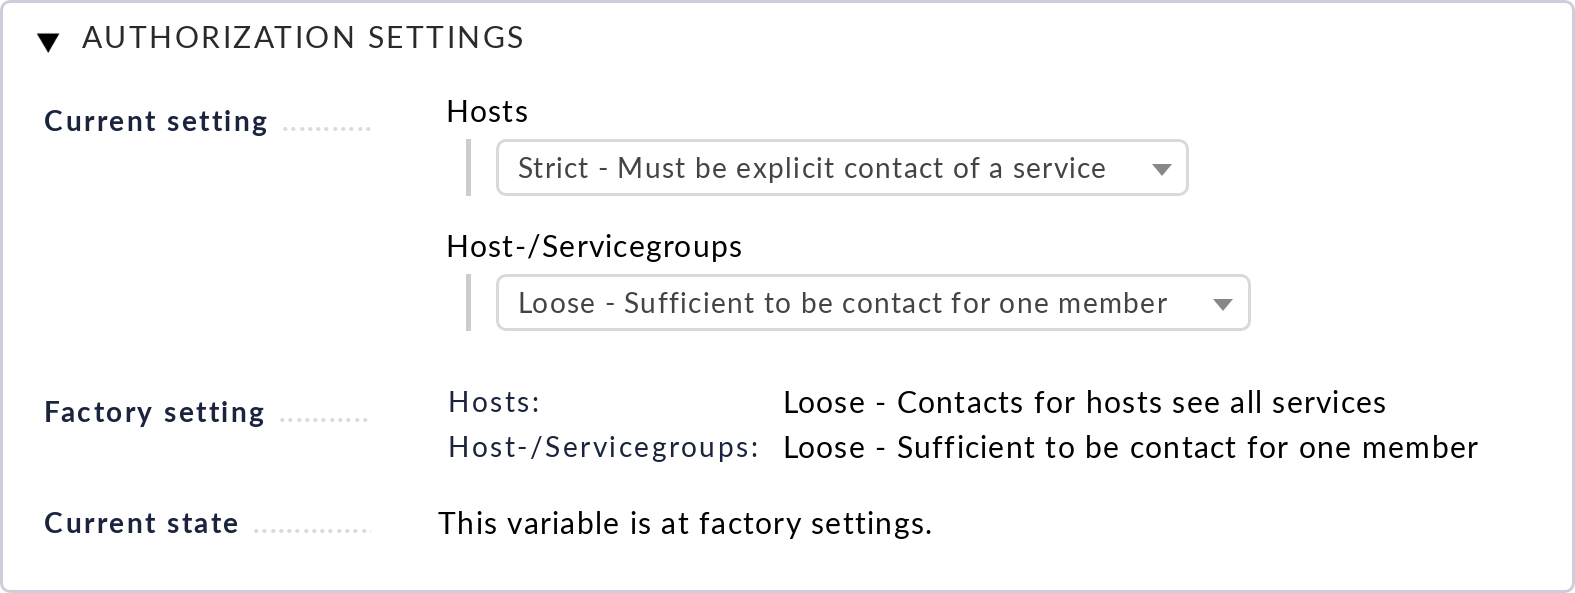 AUTHORIZATION SETTINGS
Current setting
Hosts
Strict - Must be explicit contact of a service
Host-/Servicegroups
Loose - Sufficient to be contact for one member
Factory setting
Hosts: Loose - Contacts for hosts see all services
Host-/Servicegroups: Loose - Sufficient to be contact for one member
Current state This variable is at factory settings.